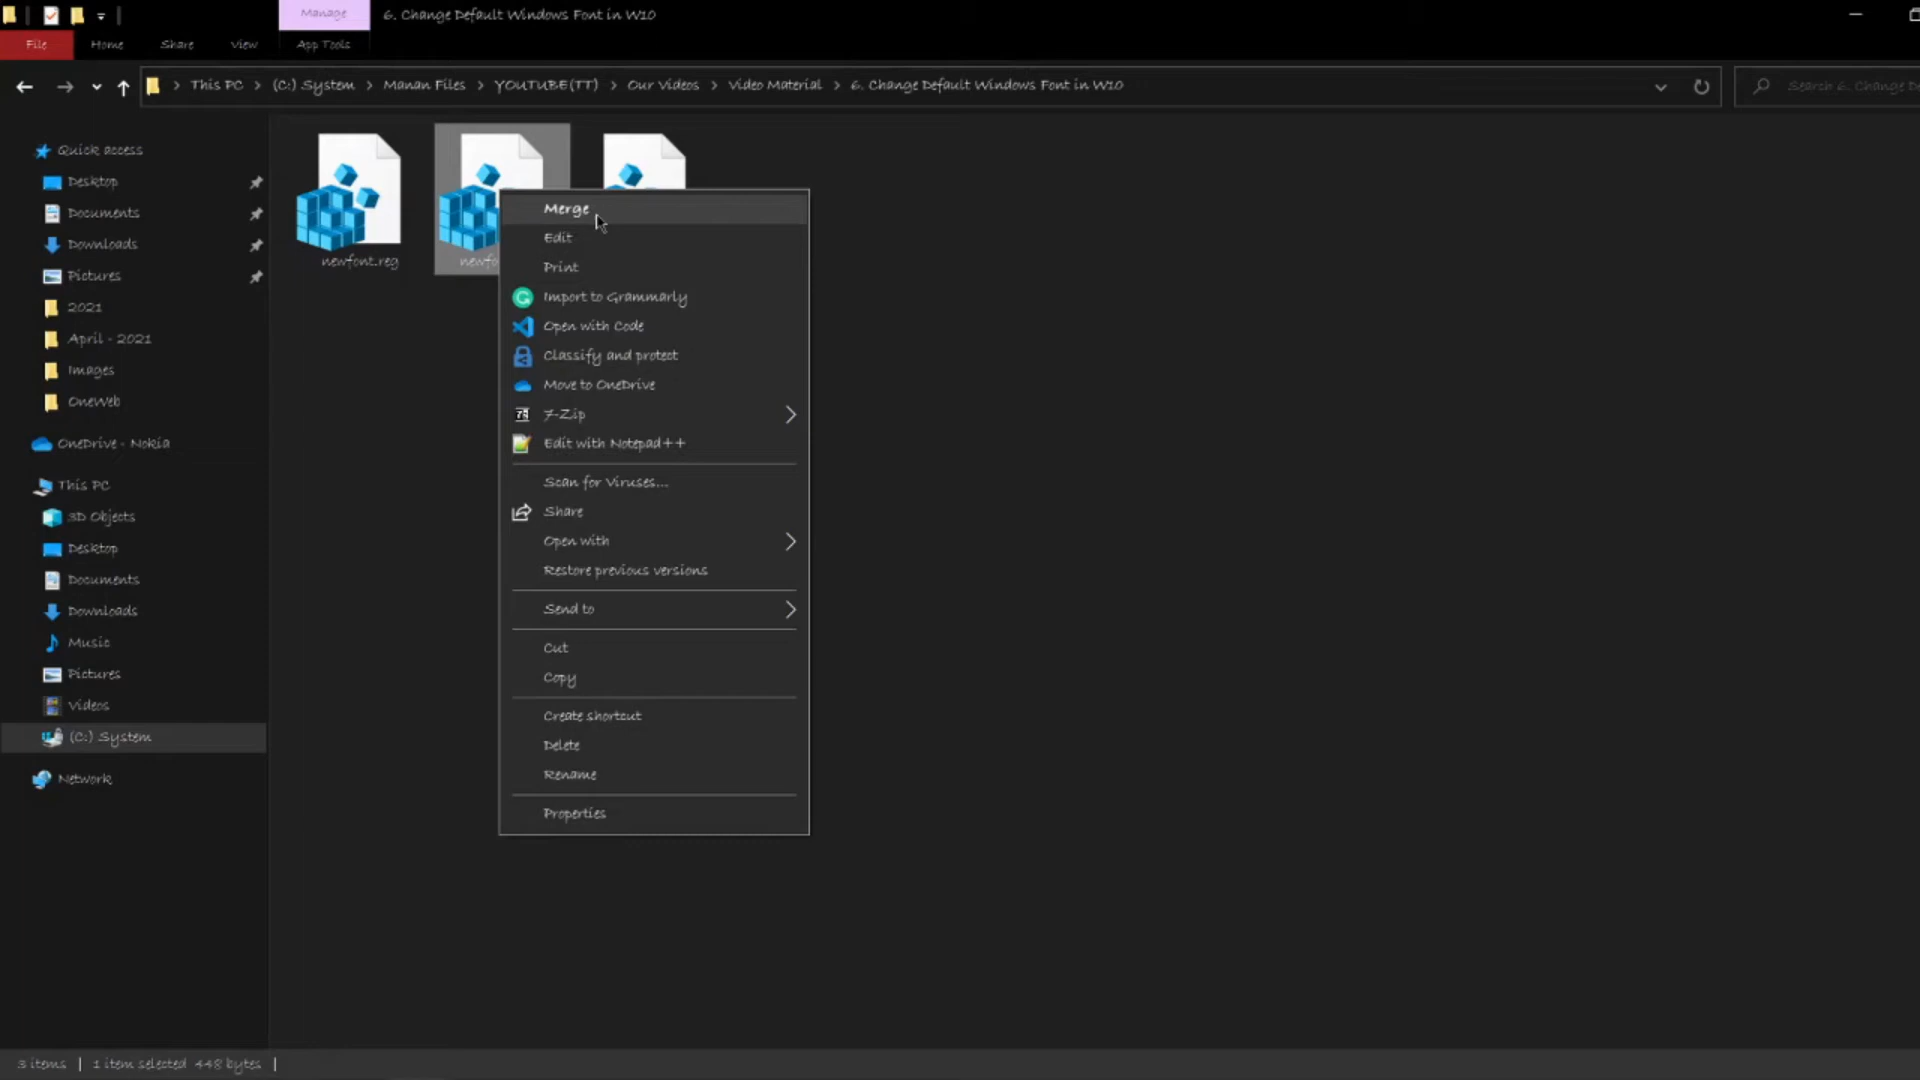 Manage
6. Change Default Windows Font in W10
File
Home
Share
View
App Tools
This PC > (C:) System > Manan Files > YOUTUBE(TT) > Our Videos > Video Material > 6. Change Default Windows Font in W10
Search 6. Change De
Quick access
Desktop
Documents
Downloads
Pictures
2021
April - 2021
Images
OneWeb
OneDrive - Nokia
This PC
3D Objects
Desktop
Documents
Downloads
Music
Pictures
Videos
(C:) System
Network
newfont.reg
newfo
Merge
Edit
Print
Import to Grammarly
Open with Code
Classify and protect
Move to OneDrive
7-Zip
Edit with Notepad++
Scan for Viruses...
Share
Open with
Restore previous versions
Send to
Cut
Copy
Create shortcut
Delete
Rename
Properties
3 items | 1 item selected 448 bytes |